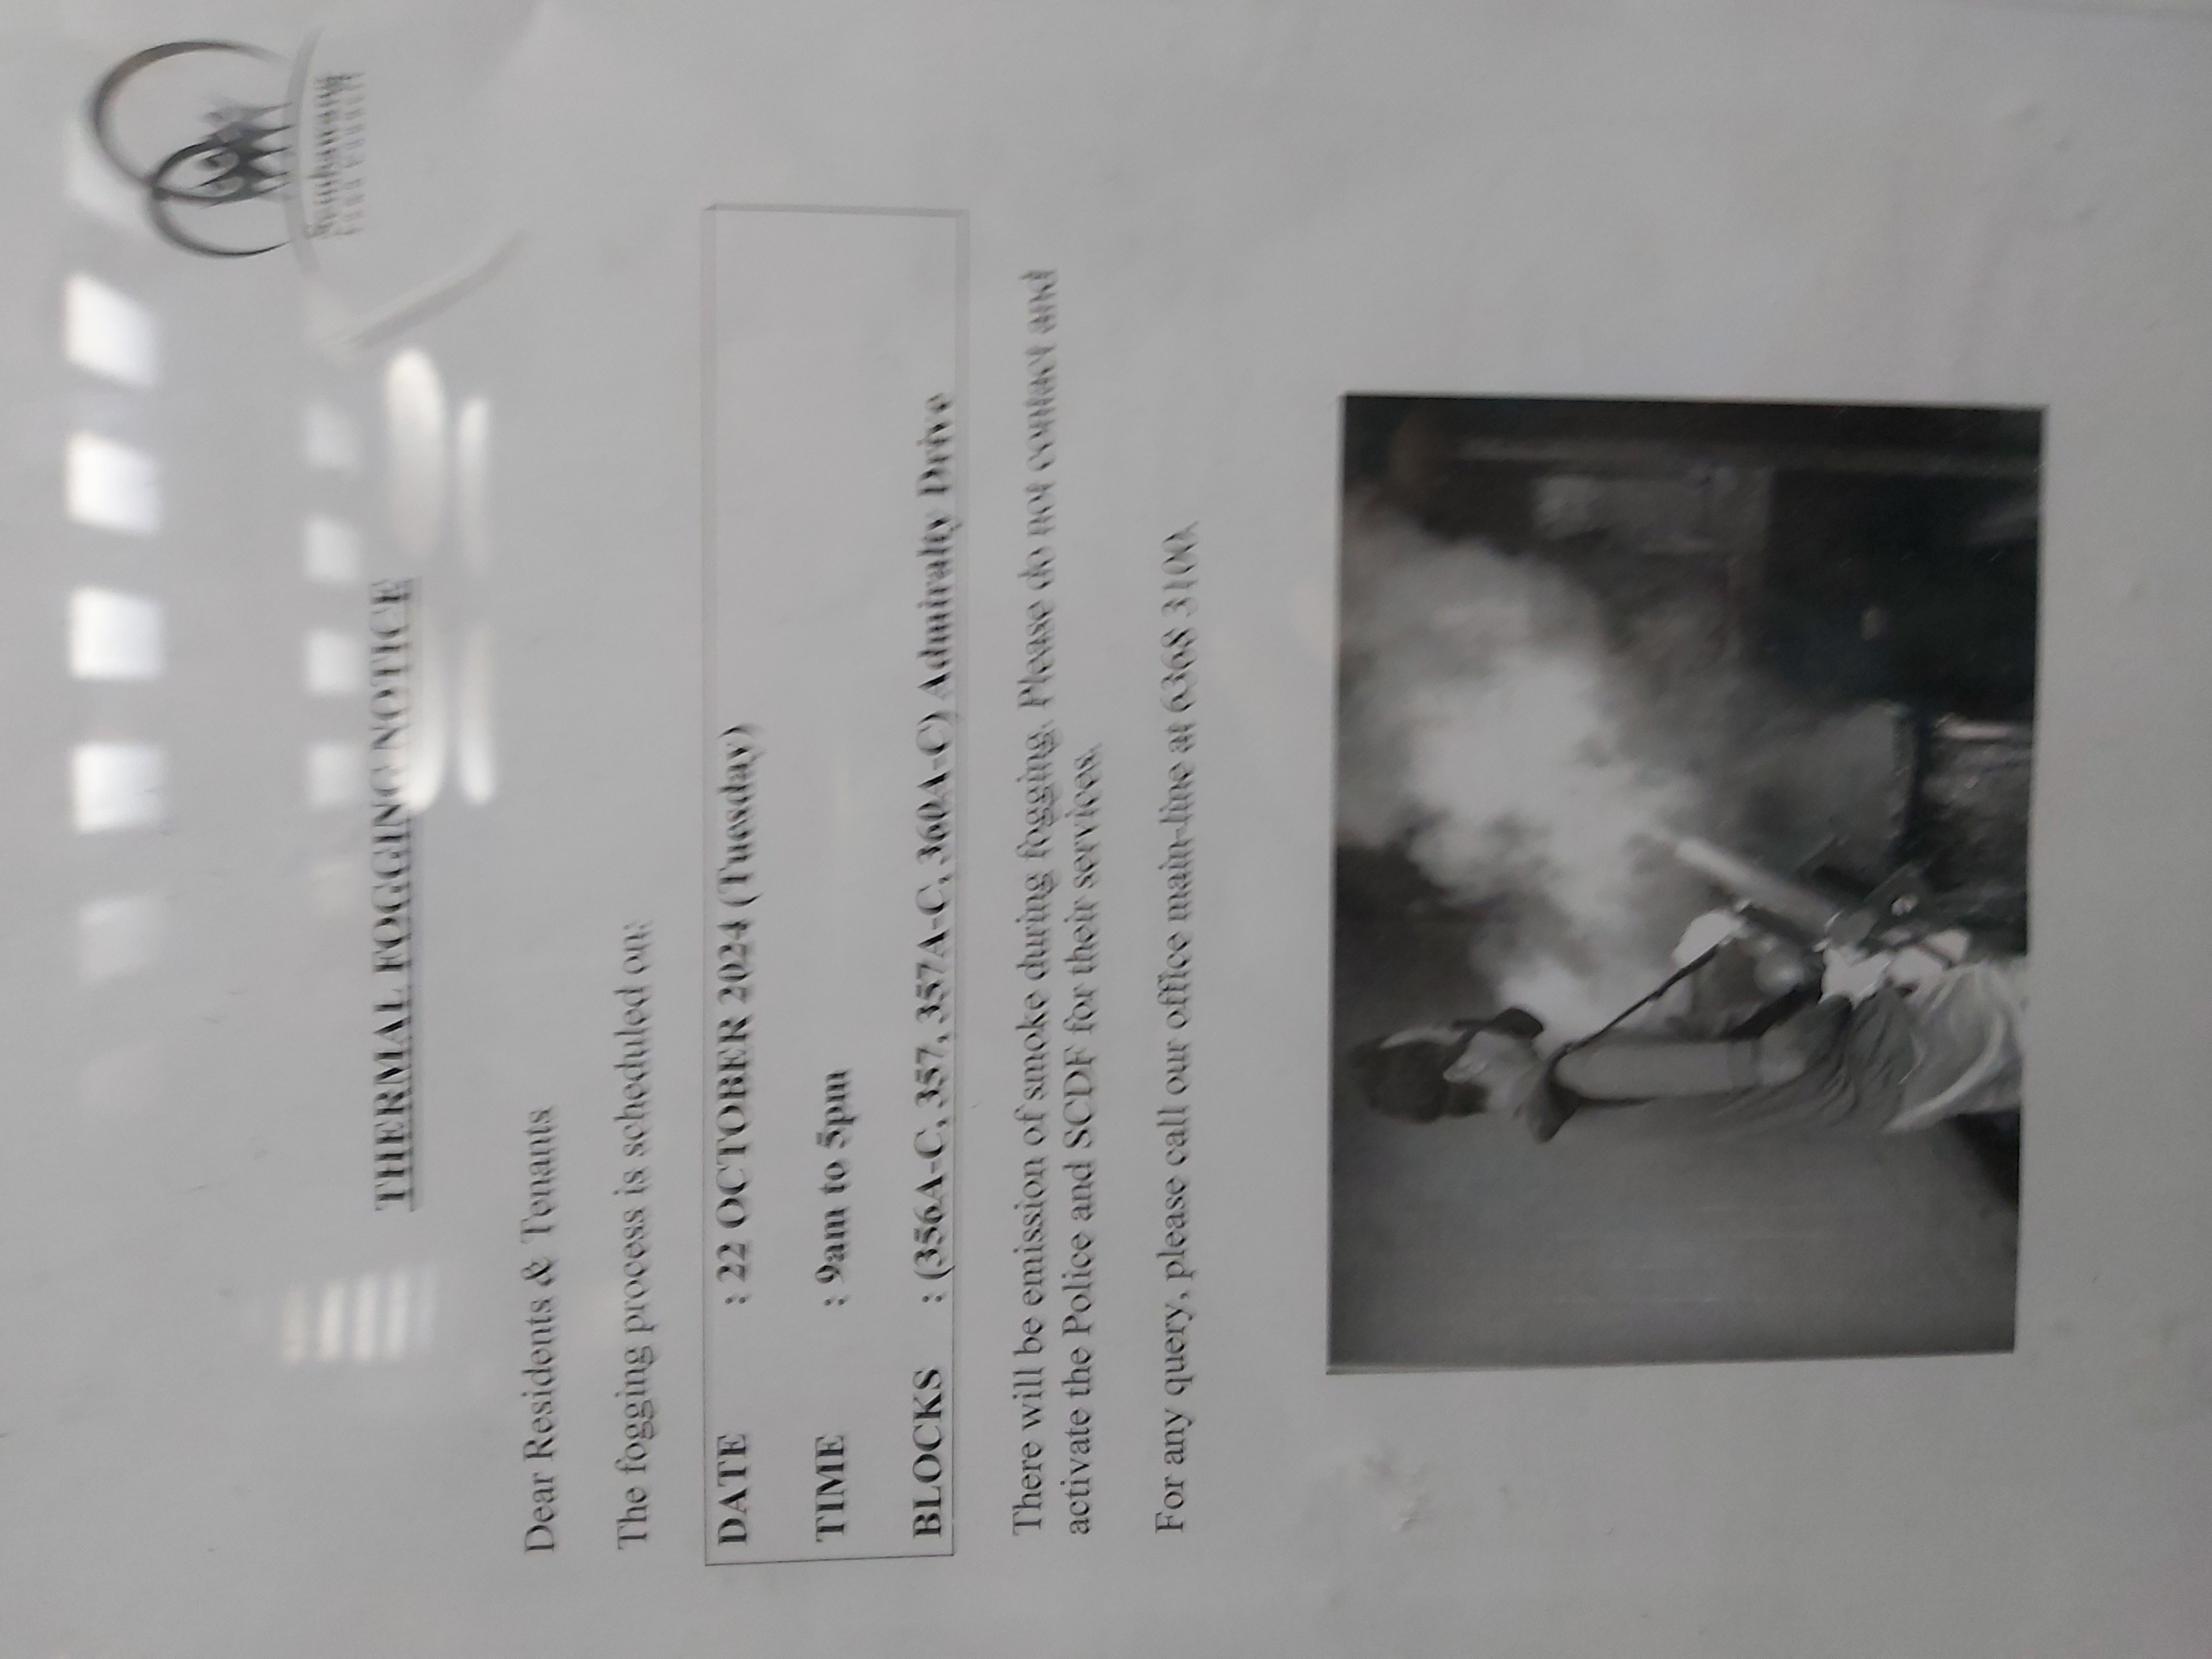 Sembawang
TOWN COUNCIL
THERMAL FOGGING NOTICE
Dear Residents & Tenants
The fogging process is scheduled on:
DATE : 22 OCTOBER 2024 (Tuesday)
TIME : 9am to 5pm
BLOCKS : (356A-C, 357, 357A-C, 360A-C) Admiralty Drive
There will be emission of smoke during fogging. Please do not contact and
activate the Police and SCDF for their services.
For any query, please call our office main-line at 6368 3100.